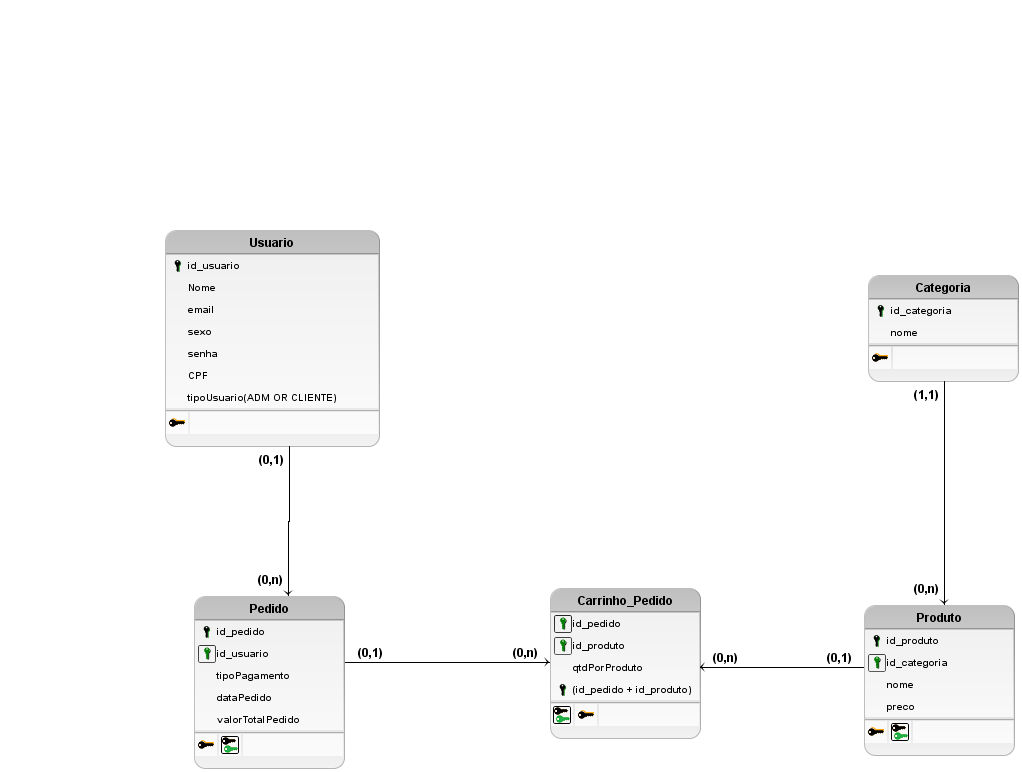 Usuario
id_usuario
Nome
email
sexo
senha
CPF
tipoUsuario(ADM OR CLIENTE)
(0,1)
(0,n)
Categoria
id_categoria
nome
(1,1)
(0,n)
Pedido
id_pedido
id_usuario
tipoPagamento
dataPedido
valorTotalPedido
(0,1)
(0,n)
Carrinho_Pedido
id_pedido
id_produto
qtdPorProduto
(id_pedido + id_produto)
(0,n)
(0,1)
Produto
id_produto
id_categoria
nome
preco